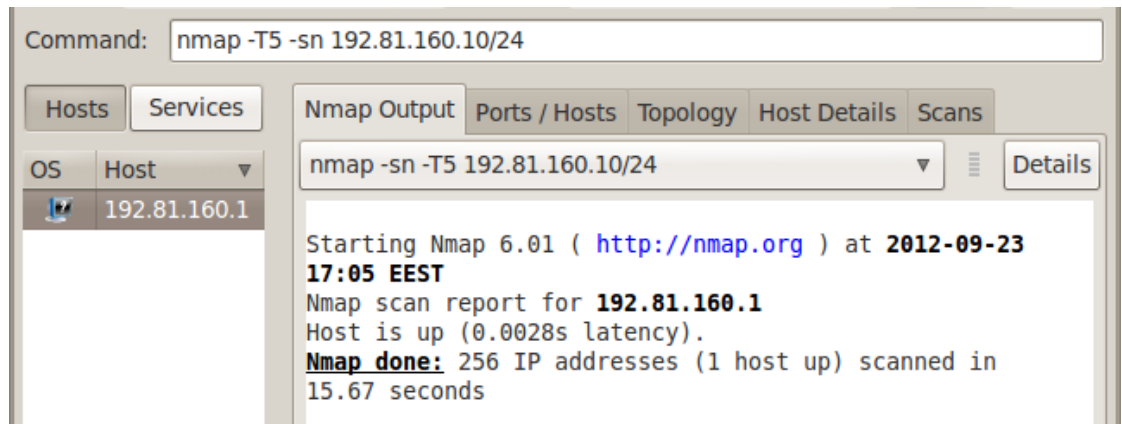 Command: nmap -T5 -sn 192.81.160.10/24
Hosts Services
Nmap Output Ports / Hosts Topology Host Details Scans
OS Host
nmap -sn -T5 192.81.160.10/24 Details
192.81.160.1
Starting Nmap 6.01 ( http://nmap.org ) at 2012-09-23
17:05 EEST
Nmap scan report for 192.81.160.1
Host is up (0.0028s latency).
Nmap done: 256 IP addresses (1 host up) scanned in
15.67 seconds